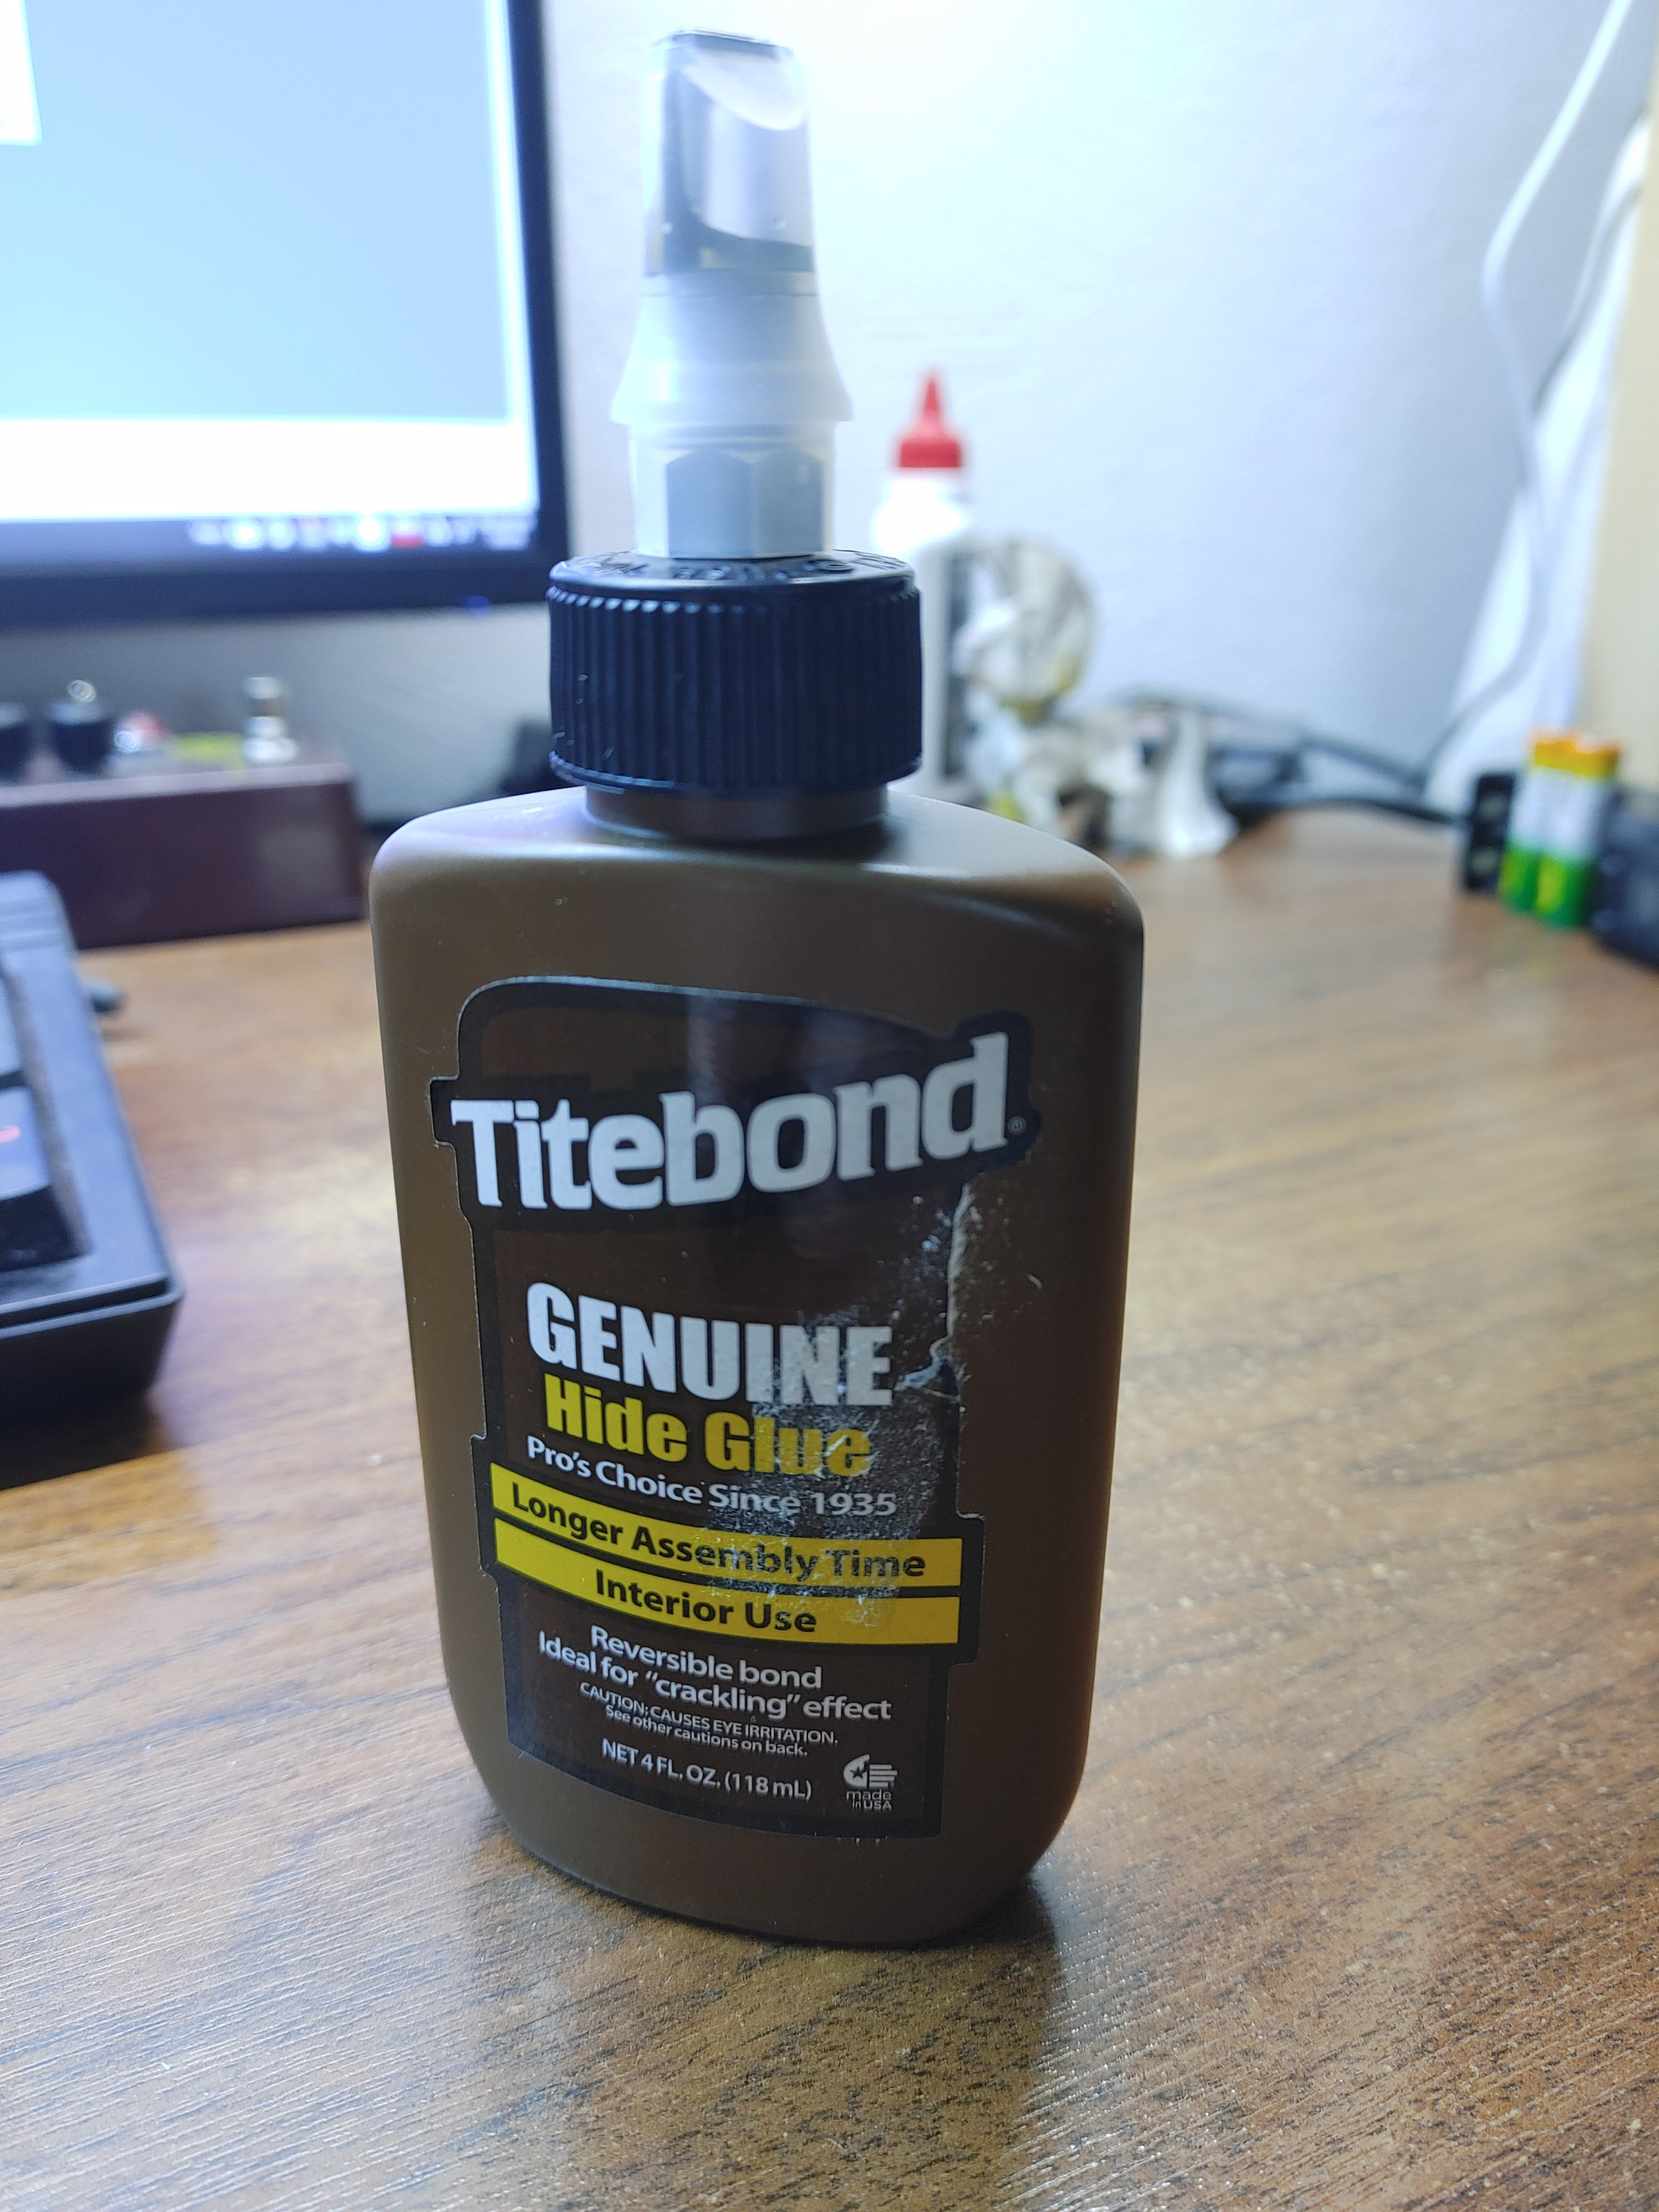 Titebond®
GENUINE
Hide Glue
Pro's Choice Since 1935
Longer Assembly Time
Interior Use
Reversible bond
Ideal for "crackling" effect
CAUTION: CAUSES EYE IRRITATION.
See other cautions on back.
NET 4 FL. OZ. (118 mL)
made
in USA